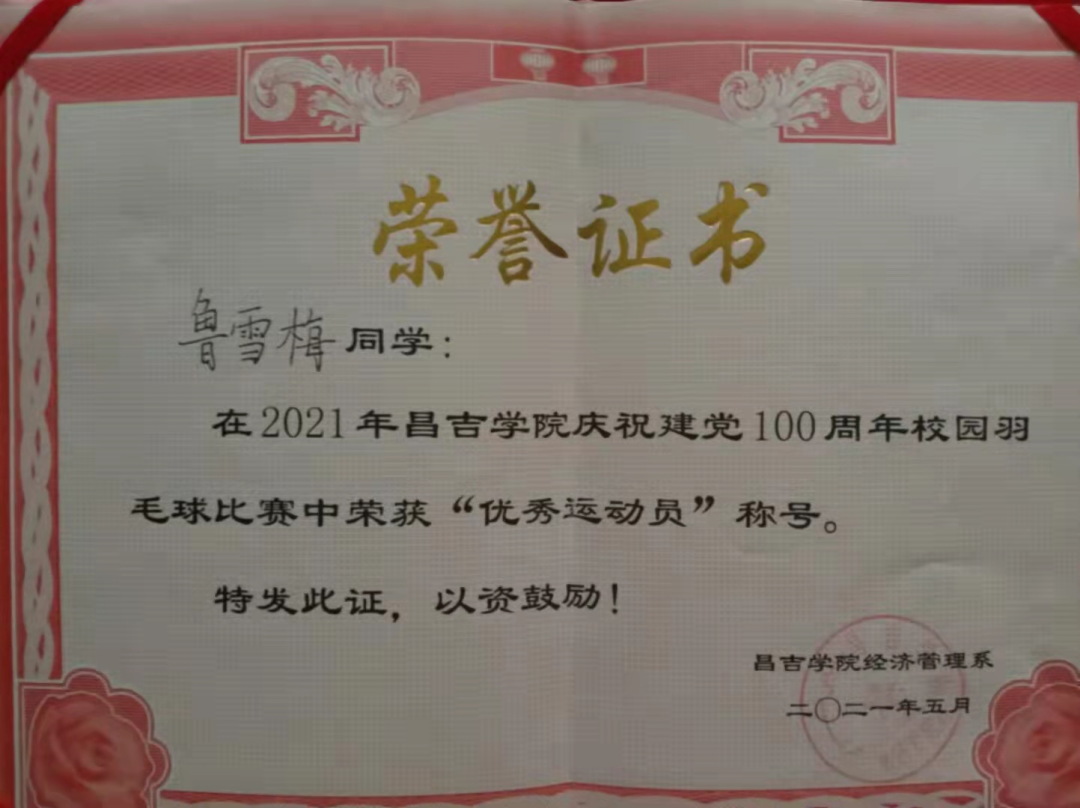 荣誉证书
鲁雪梅同学：
在2021年昌吉学院庆祝建党100周年校园羽
毛球比赛中荣获“优秀运动员”称号。
特发此证，以资鼓励！
昌吉学院经济管理系
二〇二一年五月